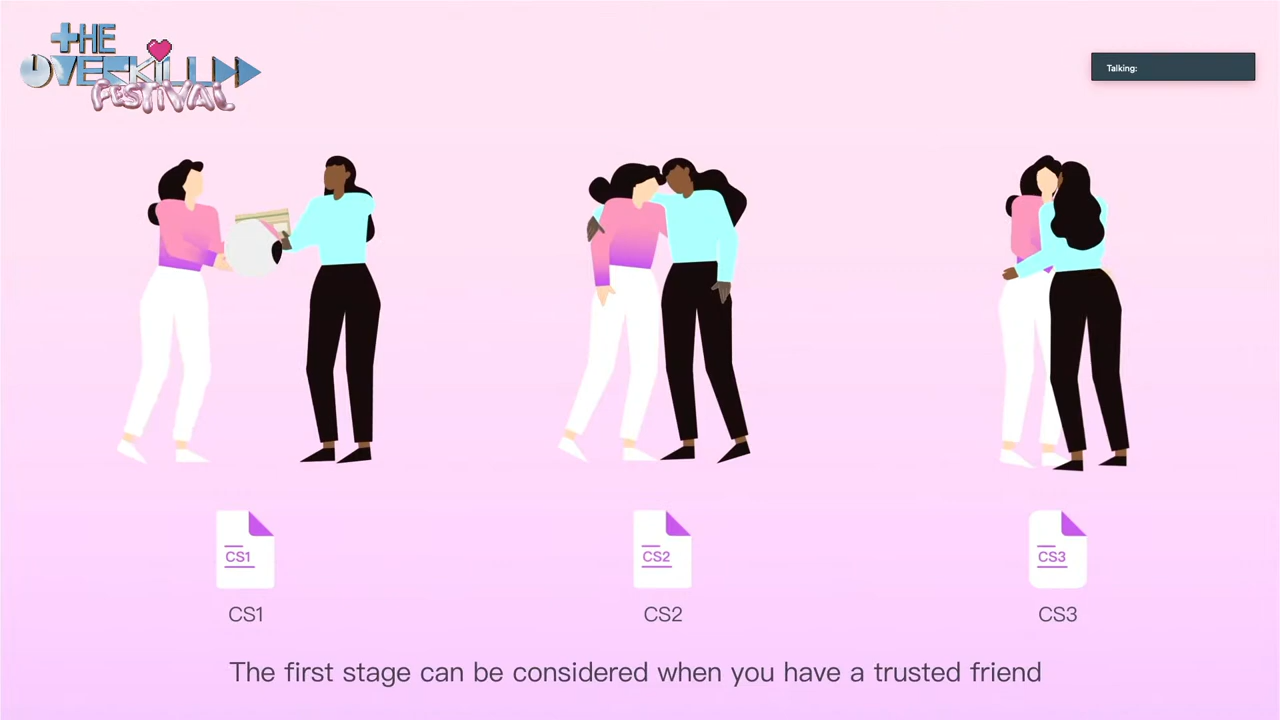 THE
OVERKILL
FESTIVAL
Talking:
CS1
CS2
CS3
CS1
CS2
CS3
The first stage can be considered when you have a trusted friend